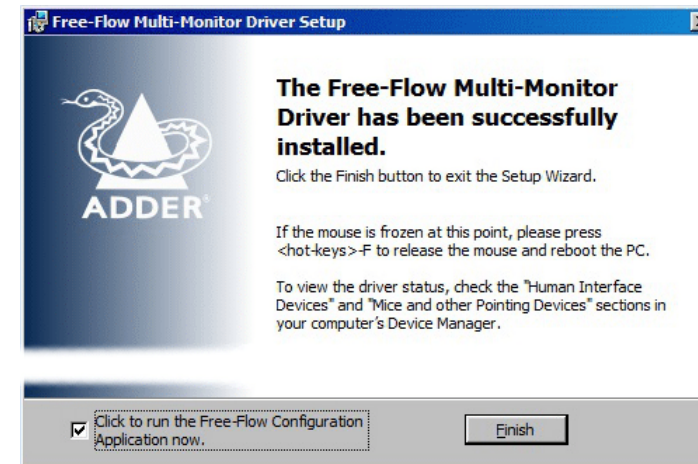 Free-Flow Multi-Monitor Driver Setup
The Free-Flow Multi-Monitor
Driver has been successfully
installed.
Click the Finish button to exit the Setup Wizard.
ADDER®
If the mouse is frozen at this point, please press
<hot-keys>-F to release the mouse and reboot the PC.
To view the driver status, check the "Human Interface
Devices" and "Mice and other Pointing Devices" sections in
your computer's Device Manager.
Click to run the Free-Flow Configuration
Application now.
Finish